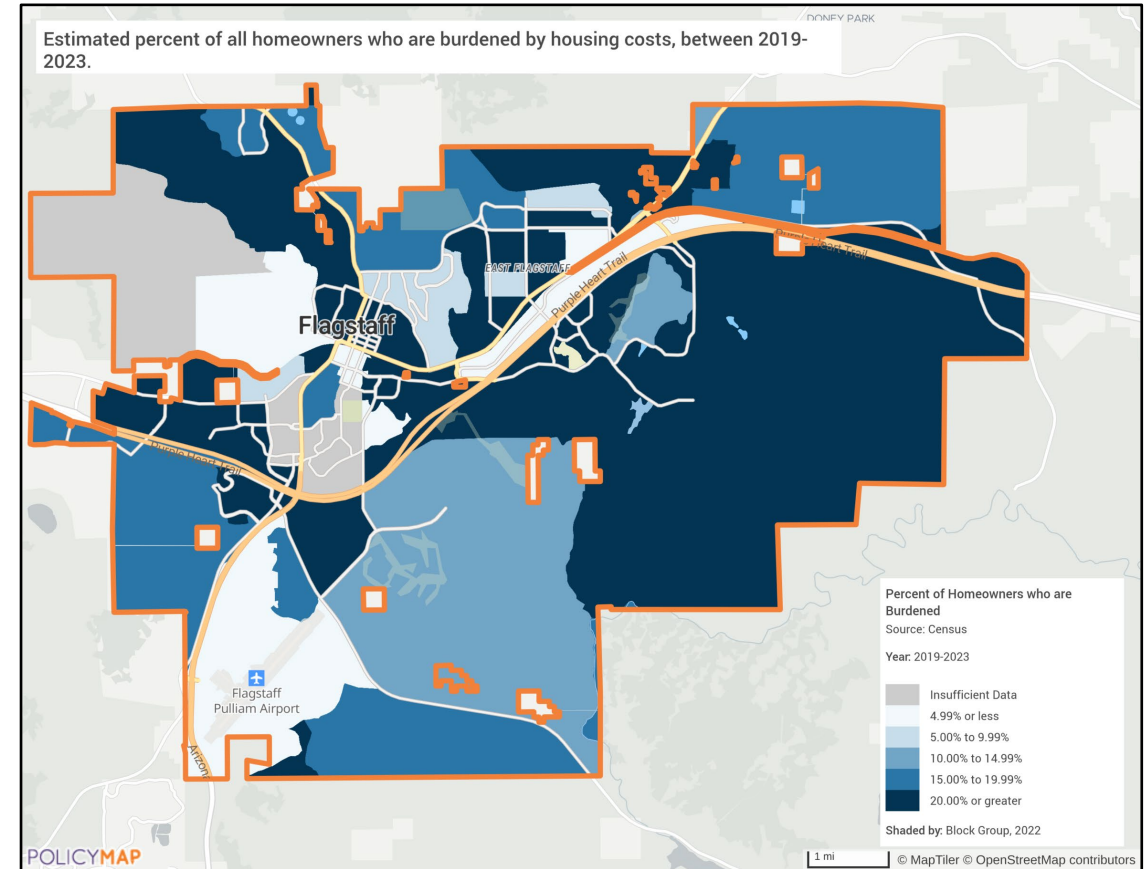 DONEY PARK
Estimated percent of all homeowners who are burdened by housing costs, between 2019-
2023.
EAST FLAGSTAFF
Purple Heart Trail
Purple Heart Trail
Flagstaff
Purple Heart Trail
Flagstaff
Pulliam Airport
Arizona
Percent of Homeowners who are
Burdened
Source: Census
Year: 2019-2023
Insufficient Data
4.99% or less
5.00% to 9.99%
10.00% to 14.99%
15.00% to 19.99%
20.00% or greater
Shaded by: Block Group, 2022
POLICYMAP
1 mi
© MapTiler © OpenStreetMap contributors